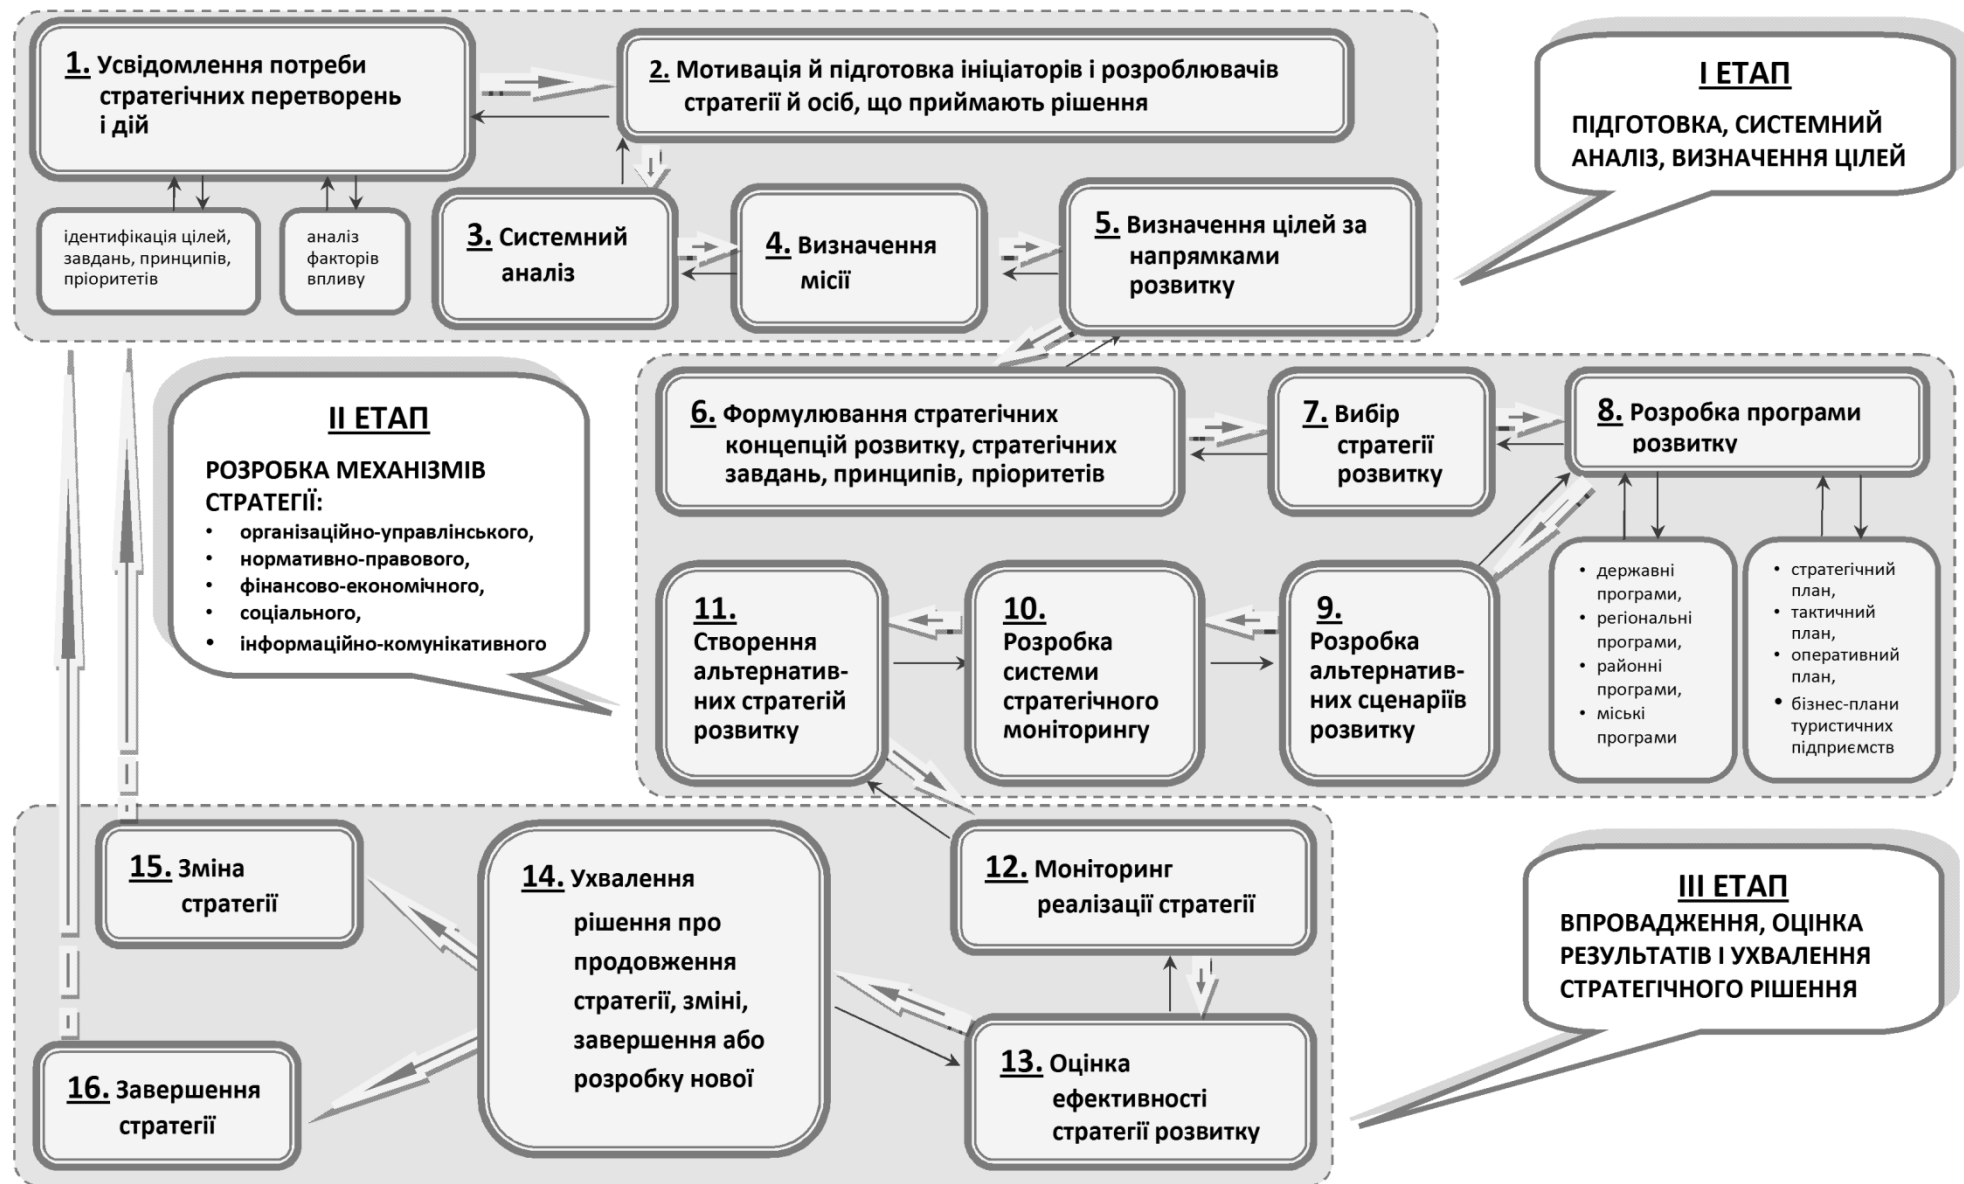 1. Усвідомлення потреби
стратегічних перетворень
і дій
2. Мотивація й підготовка ініціаторів і розроблювачів
стратегії й осіб, що приймають рішення
І ЕТАП
ПІДГОТОВКА, СИСТЕМНИЙ
АНАЛІЗ, ВИЗНАЧЕННЯ ЦІЛЕЙ
ідентифікація цілей,
завдань, принципів,
пріоритетів
аналіз
факторів
впливу
3. Системний
аналіз
4. Визначення
місії
5. Визначення цілей за
напрямками
розвитку
ІІ ЕТАП
РОЗРОБКА МЕХАНІЗМІВ
СТРАТЕГІЇ:
• організаційно-управлінського,
• нормативно-правового,
• фінансово-економічного,
• соціального,
• інформаційно-комунікативного
6. Формулювання стратегічних
концепцій розвитку, стратегічних
завдань, принципів, пріоритетів
7. Вибір
стратегії
розвитку
8. Розробка програми
розвитку
11.
Створення
альтернатив-
них стратегій
розвитку
10.
Розробка
системи
стратегічного
моніторингу
9.
Розробка
альтернатив-
них сценаріїв
розвитку
• державні
програми,
• регіональні
програми,
• районні
програми,
• міські
програми
• стратегічний
план,
• тактичний
план,
• оперативний
план,
• бізнес-плани
туристичних
підприємств
15. Зміна
стратегії
14. Ухвалення
рішення про
продовження
стратегії, зміні,
завершення або
розробку нової
12. Моніторинг
реалізації стратегії
ІІІ ЕТАП
ВПРОВАДЖЕННЯ, ОЦІНКА
РЕЗУЛЬТАТІВ І УХВАЛЕННЯ
СТРАТЕГІЧНОГО РІШЕННЯ
16. Завершення
стратегії
13. Оцінка
ефективності
стратегії розвитку